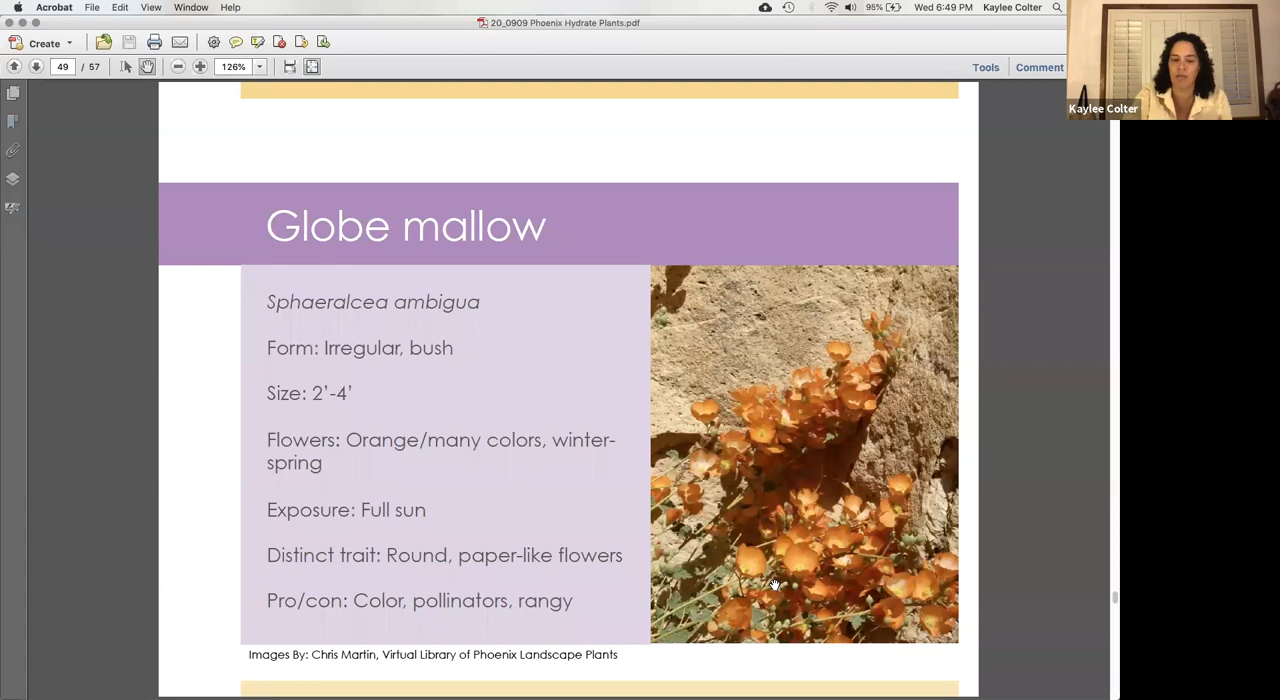 Acrobat File Edit View Window Help 95% Wed 6:49 PM Kaylee Colter
20_0909 Phoenix Hydrate Plants.pdf
Create
49 / 57 126% Tools Comment
Kaylee Colter
Globe mallow
Sphaeralcea ambigua
Form: Irregular, bush
Size: 2’-4’
Flowers: Orange/many colors, winter-
spring
Exposure: Full sun
Distinct trait: Round, paper-like flowers
Pro/con: Color, pollinators, rangy
Images By: Chris Martin, Virtual Library of Phoenix Landscape Plants